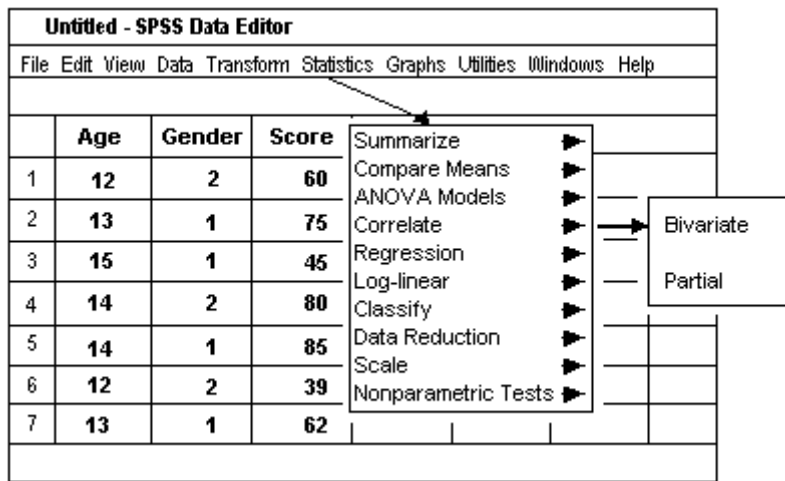 Untitled - SPSS Data Editor
File Edit View Data Transform Statistics Graphs Utilities Windows Help
Age Gender Score
1 12 2 60
2 13 1 75
3 15 1 45
4 14 2 80
5 14 1 85
6 12 2 39
7 13 1 62
Summarize
Compare Means
ANOVA Models
Correlate
Regression
Log-linear
Classify
Data Reduction
Scale
Nonparametric Tests
Bivariate
Partial